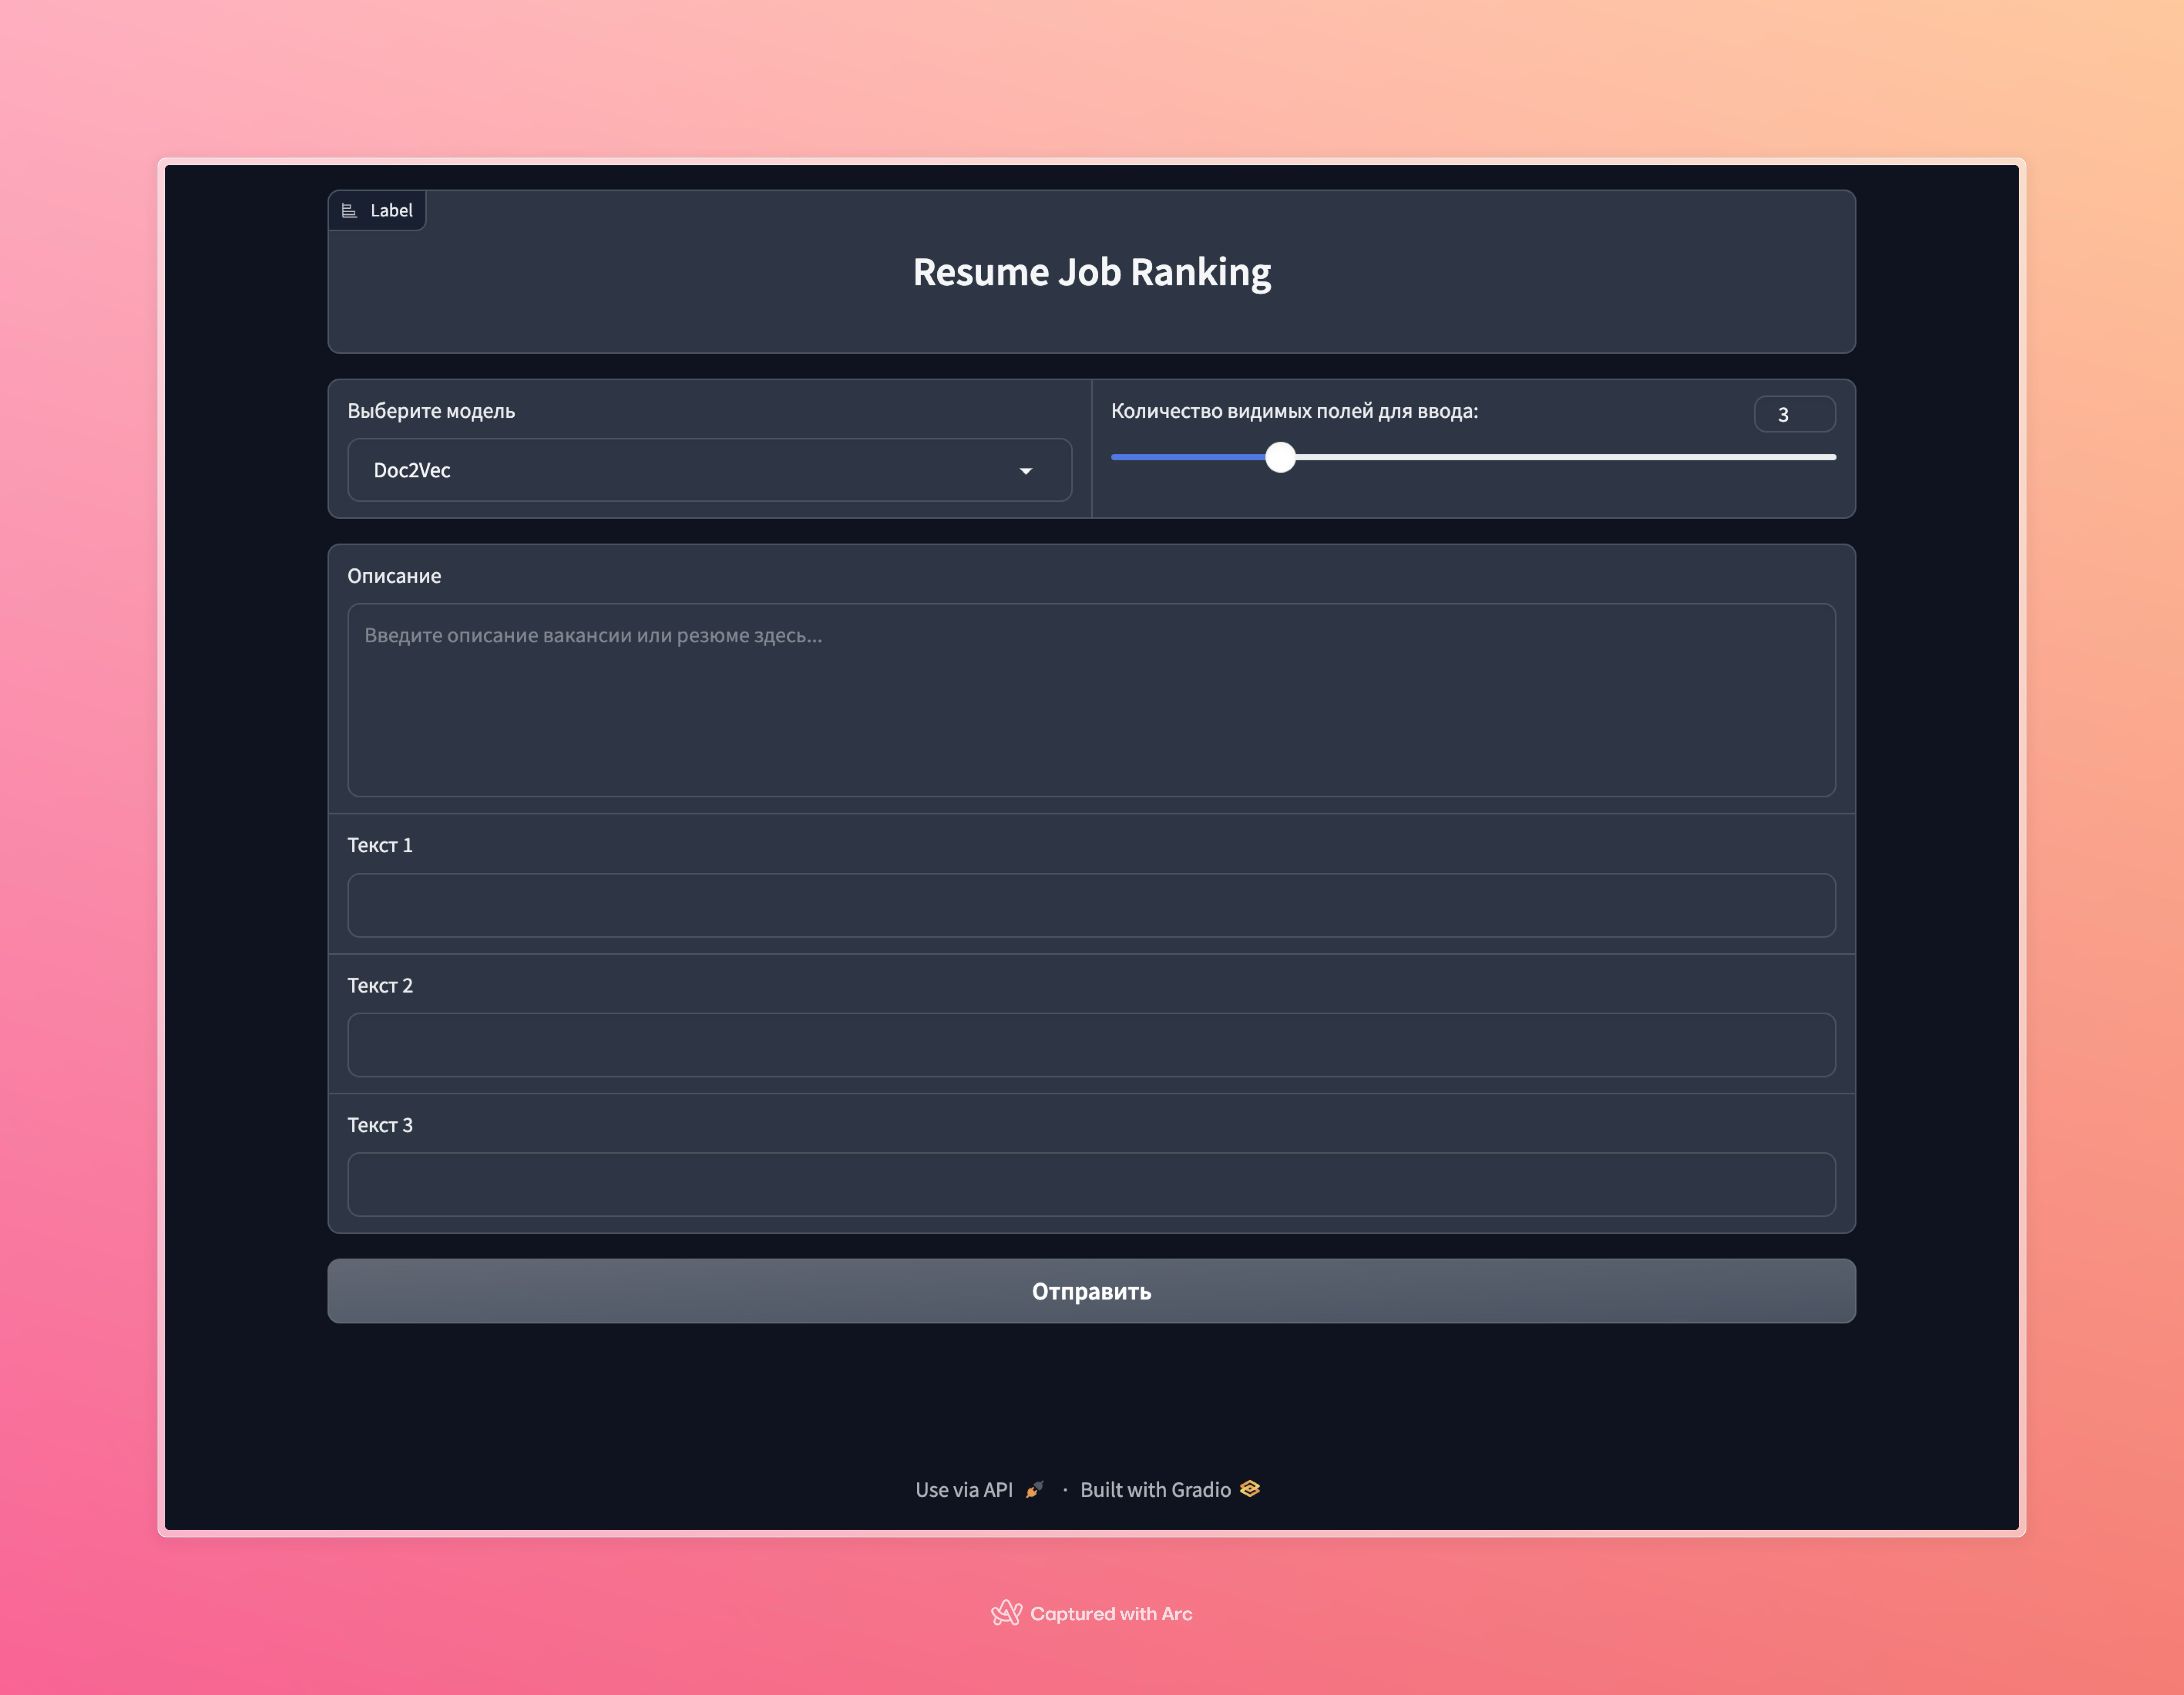 Label
Resume Job Ranking
Выберите модель
Doc2Vec
Количество видимых полей для ввода:
3
Описание
Введите описание вакансии или резюме здесь...
Текст 1
Текст 2
Текст 3
Отправить
Use via API · Built with Gradio
Captured with Arc